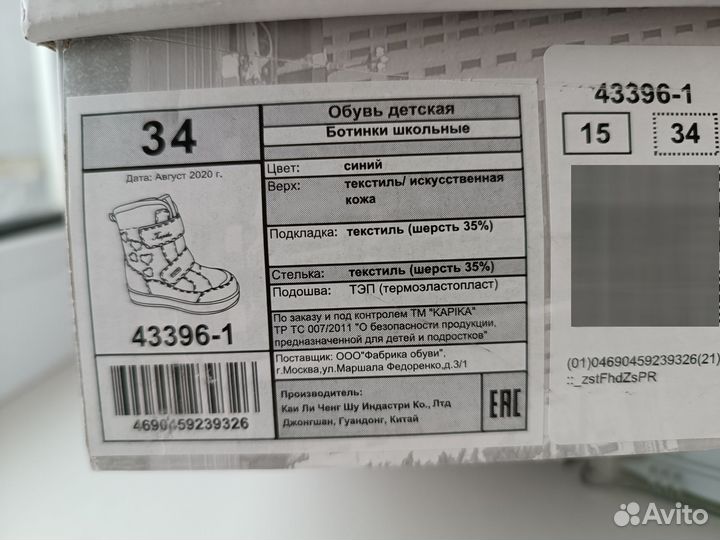 34
Дата: Август 2020 г.
43396-1
4690459239326
Обувь детская
Ботинки школьные
Цвет: синий
Верх: текстиль/ искусственная
кожа
Подкладка: текстиль (шерсть 35%)
Стелька: текстиль (шерсть 35%)
Подошва: ТЭП (термоэластопласт)
По заказу и под контролем ТМ "KAPIKA"
ТР ТС 007/2011 "О безопасности продукции,
предназначенной для детей и подростков"
Поставщик: ООО"Фабрика обуви",
г.Москва,ул.Маршала Федоренко,д.3/1
Производитель:
Каи Ли Ченг Шу Индастри Ко., Лтд
Джонгшан, Гуандонг, Китай
EAC
43396-1
15 34
(01)04690459239326(21)
::_zstFhdZsPR
Avito